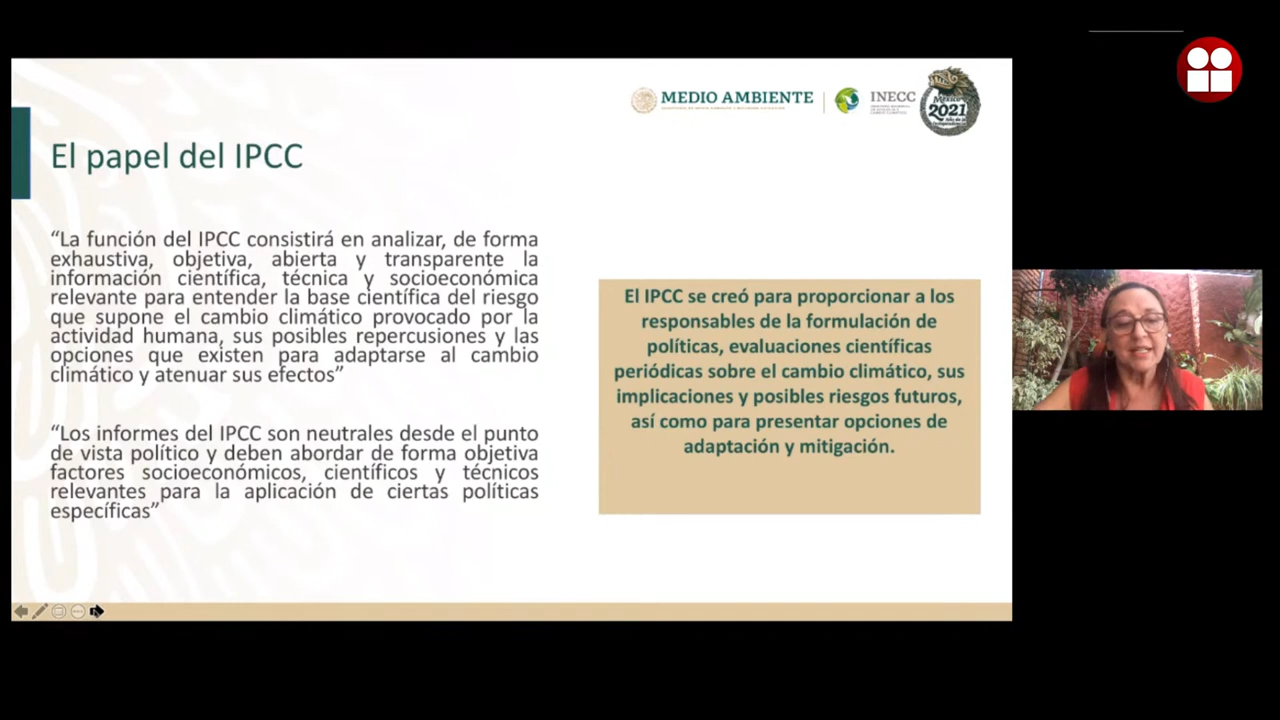 MEDIO AMBIENTE
INECC
México
2021
El papel del IPCC
“La función del IPCC consistirá en analizar, de forma
exhaustiva, objetiva, abierta y transparente la
información científica, técnica y socioeconómica
relevante para entender la base científica del riesgo
que supone el cambio climático provocado por la
actividad humana, sus posibles repercusiones y las
opciones que existen para adaptarse al cambio
climático y atenuar sus efectos”
“Los informes del IPCC son neutrales desde el punto
de vista político y deben abordar de forma objetiva
factores socioeconómicos, científicos y técnicos
relevantes para la aplicación de ciertas políticas
específicas”
El IPCC se creó para proporcionar a los
responsables de la formulación de
políticas, evaluaciones científicas
periódicas sobre el cambio climático, sus
implicaciones y posibles riesgos futuros,
así como para presentar opciones de
adaptación y mitigación.